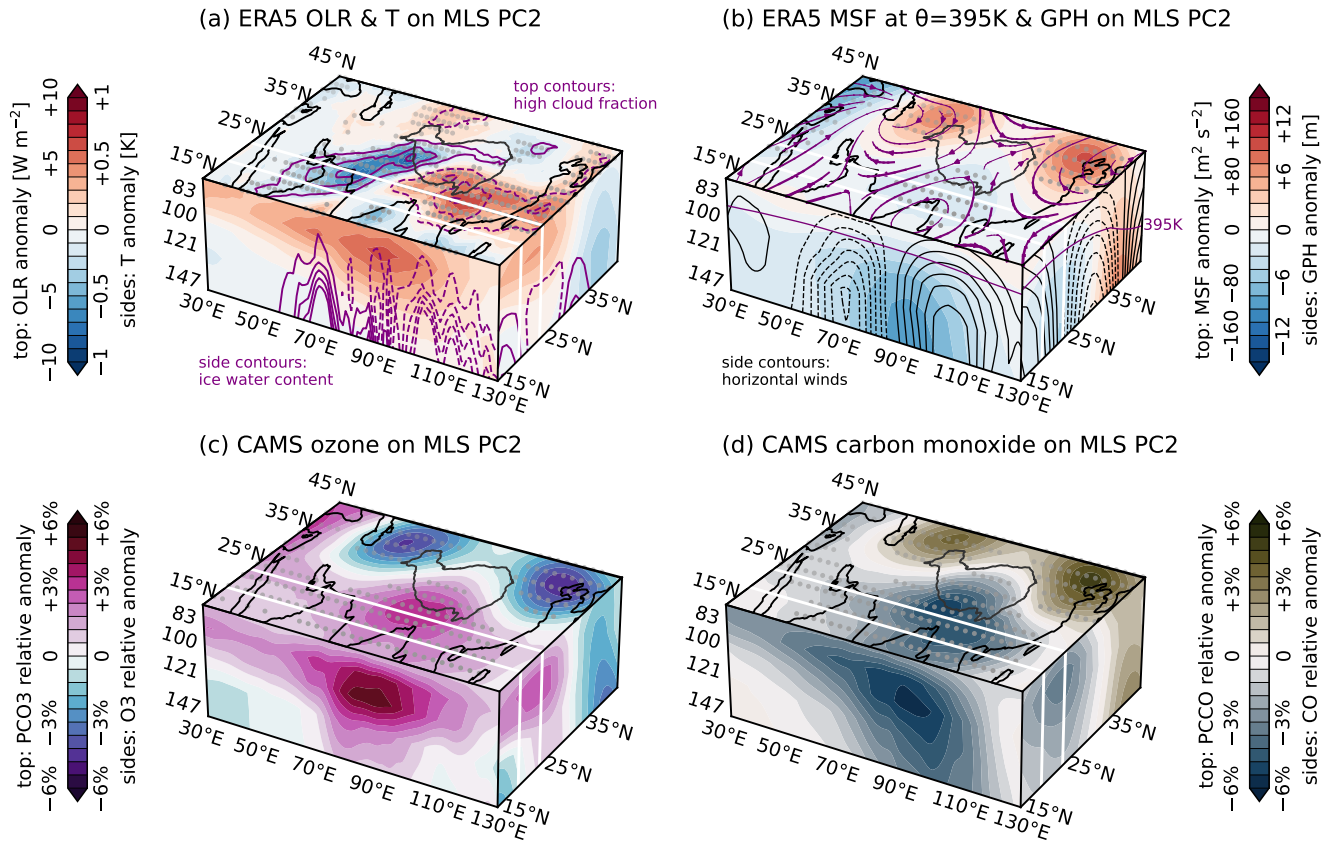 (a) ERA5 OLR & T on MLS PC2
top: OLR anomaly [W m−2]
−10
−5
0
+5
+10
−1
−0.5
0
+0.5
+1
sides: T anomaly [K]
45°N
35°N
25°N
15°N
83
100
121
147
30°E
50°E
70°E
90°E
110°E
130°E
15°N
25°N
35°N
top contours:
high cloud fraction
side contours:
ice water content
(b) ERA5 MSF at θ=395K & GPH on MLS PC2
45°N
35°N
25°N
15°N
83
100
121
147
30°E
50°E
70°E
90°E
110°E
130°E
15°N
25°N
35°N
395K
side contours:
horizontal winds
top: MSF anomaly [m2 s−2]
−160
−80
0
+80
+160
−12
−6
0
+6
+12
sides: GPH anomaly [m]
(c) CAMS ozone on MLS PC2
top: PCO3 relative anomaly
−6%
−3%
0
+3%
+6%
−6%
−3%
0
+3%
+6%
sides: O3 relative anomaly
45°N
35°N
25°N
15°N
83
100
121
147
30°E
50°E
70°E
90°E
110°E
130°E
15°N
25°N
35°N
(d) CAMS carbon monoxide on MLS PC2
45°N
35°N
25°N
15°N
83
100
121
147
30°E
50°E
70°E
90°E
110°E
130°E
15°N
25°N
35°N
top: PCCO relative anomaly
−6%
−3%
0
+3%
+6%
−6%
−3%
0
+3%
+6%
sides: CO relative anomaly